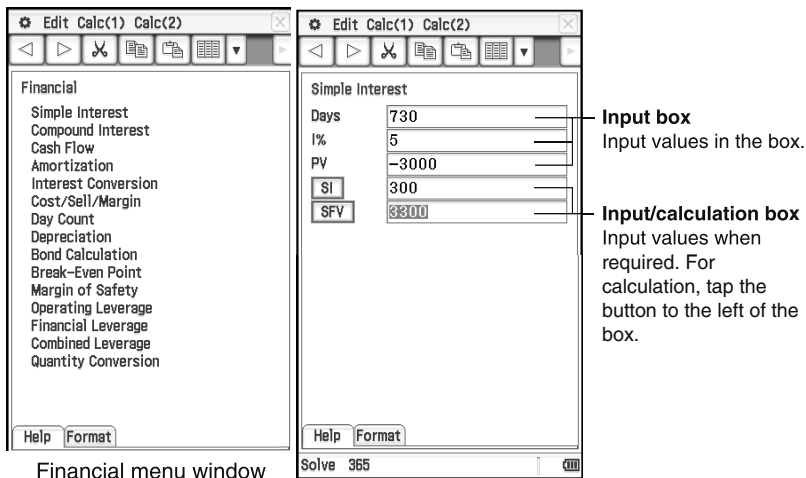 Edit Calc(1) Calc(2)
Financial
Simple Interest
Compound Interest
Cash Flow
Amortization
Interest Conversion
Cost/Sell/Margin
Day Count
Depreciation
Bond Calculation
Break-Even Point
Margin of Safety
Operating Leverage
Financial Leverage
Combined Leverage
Quantity Conversion
Help Format
Financial menu window
Edit Calc(1) Calc(2)
Simple Interest
Days 730
I% 5
PV -3000
SI 300
SFV 3300
Help Format
Solve 365
Input box
Input values in the box.
Input/calculation box
Input values when
required. For
calculation, tap the
button to the left of the
box.